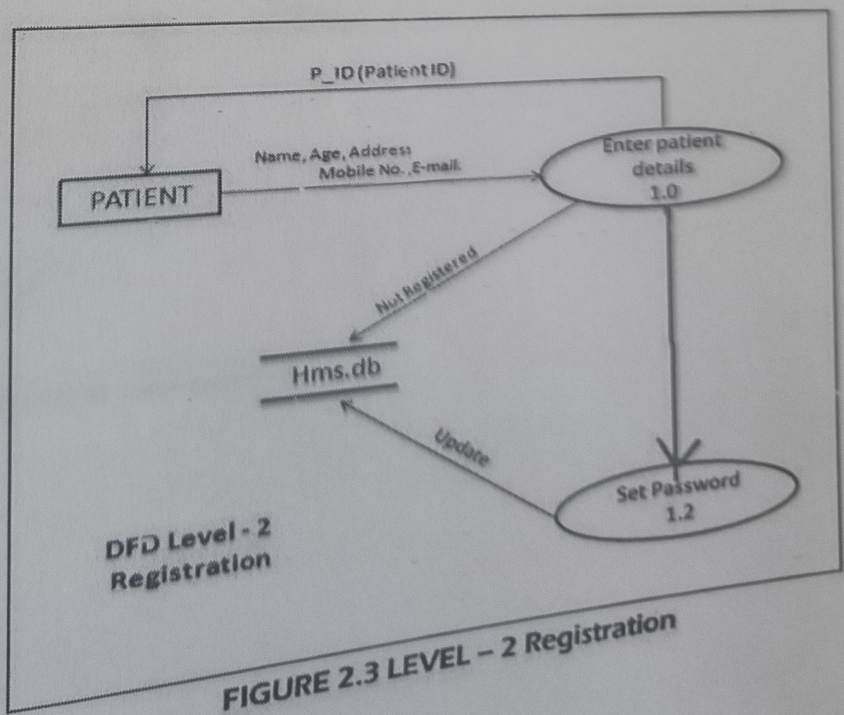 P_ID (Patient ID)
Name, Age, Address
Mobile No., E-mail
Enter patient
details
1.0
PATIENT
Not Registered
Hms.db
Update
Set Password
1.2
DFD Level - 2
Registration
FIGURE 2.3 LEVEL – 2 Registration